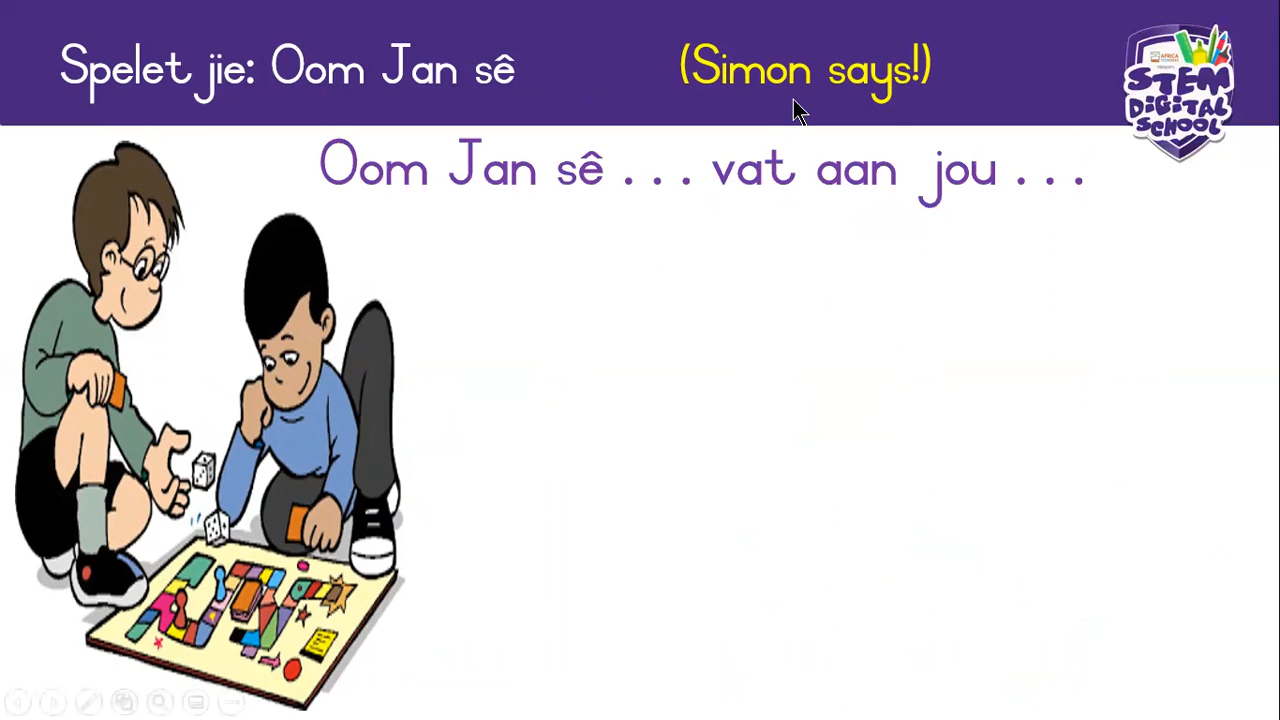 Spelet jie: Oom Jan sê (Simon says!)
STEM
DIGITAL
SCHOOL
Oom Jan sê . . . vat aan jou . . .